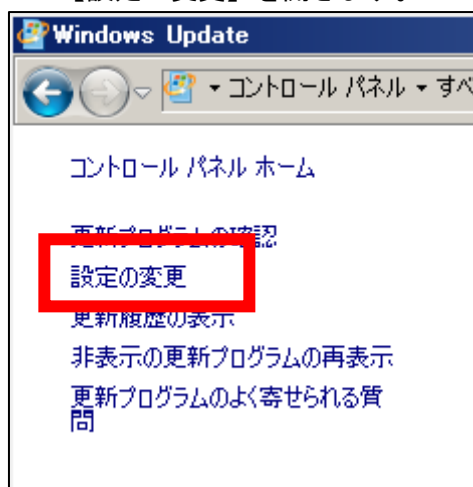 Windows Update
コントロール パネル ▾ すべ
コントロール パネル ホーム
更新プログラムの確認
設定の変更
更新履歴の表示
非表示の更新プログラムの再表示
更新プログラムのよく寄せられる質
問